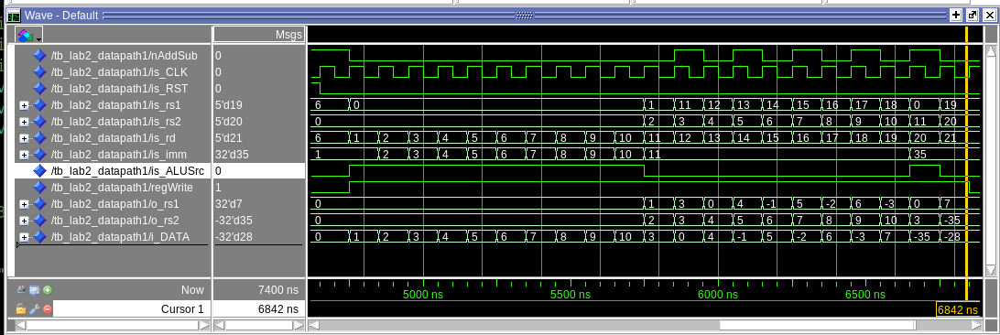 Wave - Default
Msgs
/tb_lab2_datapath1/nAddSub 0
/tb_lab2_datapath1/is_CLK 0
/tb_lab2_datapath1/is_RST 0
/tb_lab2_datapath1/is_rs1 5'd19 6 0 1 11 12 13 14 15 16 17 18 0 19
/tb_lab2_datapath1/is_rs2 5'd20 0 2 3 4 5 6 7 8 9 10 11 20
/tb_lab2_datapath1/is_rd 5'd21 6 1 2 3 4 5 6 7 8 9 10 11 12 13 14 15 16 17 18 19 20 21
/tb_lab2_datapath1/is_imm 32'd35 1 2 3 4 5 6 7 8 9 10 11 35
/tb_lab2_datapath1/is_ALUSrc 0
/tb_lab2_datapath1/regWrite 1
/tb_lab2_datapath1/o_rs1 32'd7 0 1 3 0 4 -1 5 -2 6 -3 0 7
/tb_lab2_datapath1/o_rs2 -32'd35 0 2 3 4 5 6 7 8 9 10 3 -35
/tb_lab2_datapath1/i_DATA -32'd28 0 1 2 3 4 5 6 7 8 9 10 3 0 4 -1 5 -2 6 -3 7 -35 -28
Now 7400 ns 5000 ns 5500 ns 6000 ns 6500 ns
Cursor 1 6842 ns 6842 ns